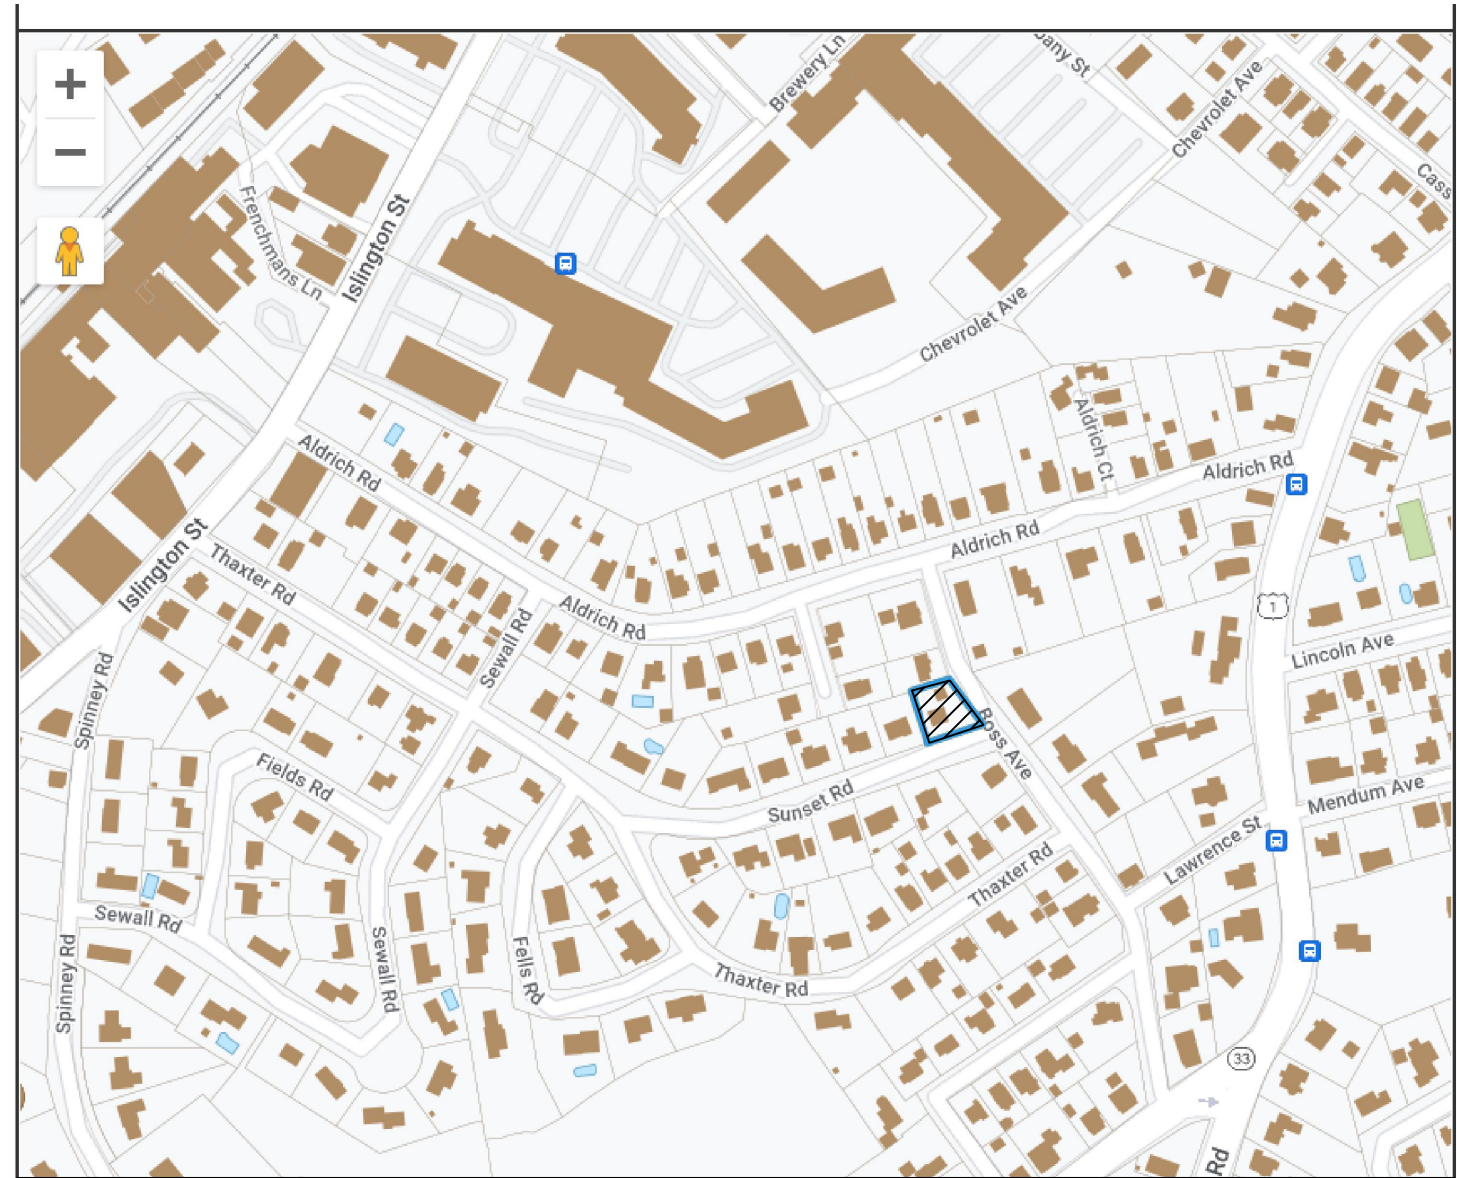 +
−
Brewery Ln
bany St
Chevrolet Ave
Cass
Frenchmans Ln
Islington St
Chevrolet Ave
Aldrich Ct
Aldrich Rd
Aldrich Rd
Aldrich Rd
Islington St
Thaxter Rd
Aldrich Rd
1
Sewall Rd
Lincoln Ave
Spinney Rd
Ross Ave
Fields Rd
Sunset Rd
Mendum Ave
Lawrence St
Thaxter Rd
Sewall Rd
Sewall Rd
Fells Rd
Spinney Rd
Thaxter Rd
33
Rd